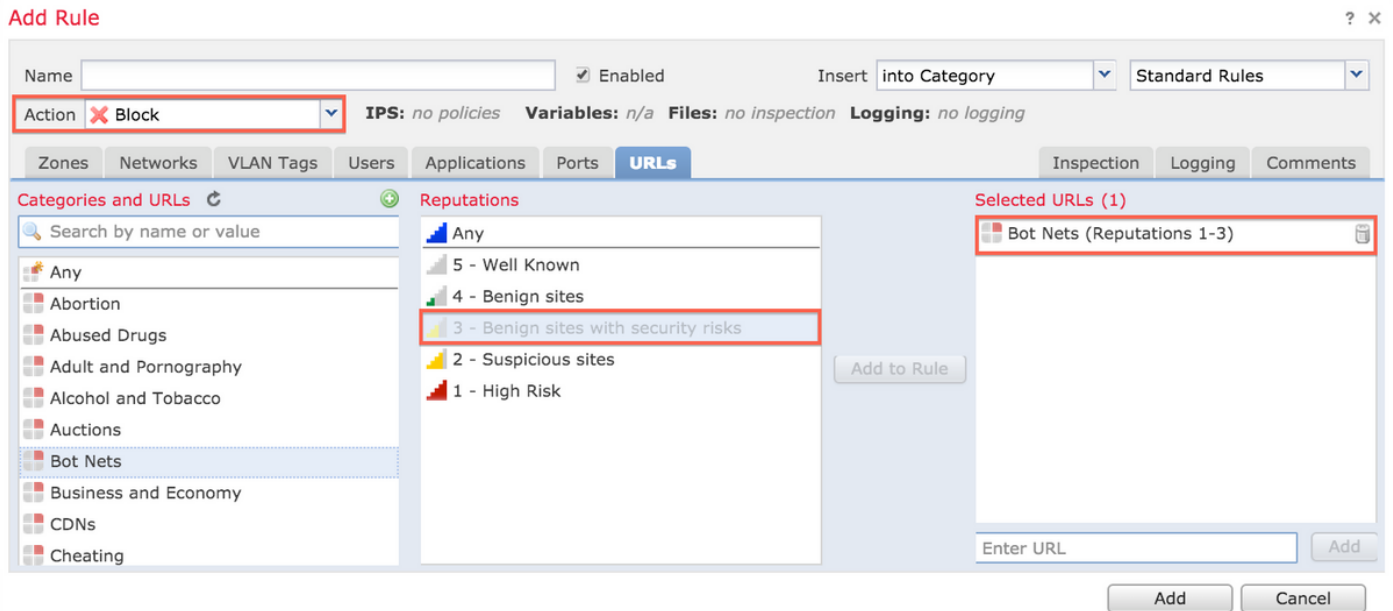 Add Rule
? ×
Name
Enabled
Insert into Category Standard Rules
Action Block IPS: no policies Variables: n/a Files: no inspection Logging: no logging
Zones Networks VLAN Tags Users Applications Ports URLs Inspection Logging Comments
Categories and URLs
Search by name or value
Any
Abortion
Abused Drugs
Adult and Pornography
Alcohol and Tobacco
Auctions
Bot Nets
Business and Economy
CDNs
Cheating
Reputations
Any
5 - Well Known
4 - Benign sites
3 - Benign sites with security risks
2 - Suspicious sites
1 - High Risk
Add to Rule
Selected URLs (1)
Bot Nets (Reputations 1-3)
Enter URL
Add
Add
Cancel